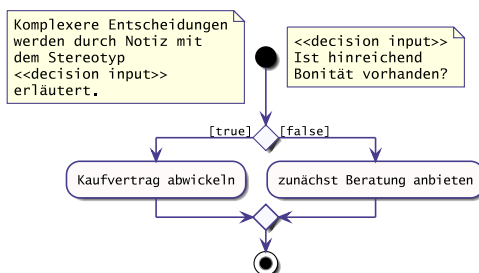 Komplexere Entscheidungen
werden durch Notiz mit
dem Stereotyp
<<decision input>>
erläutert.
<<decision input>>
Ist hinreichend
Bonität vorhanden?
[true]
[false]
Kaufvertrag abwickeln
zunächst Beratung anbieten